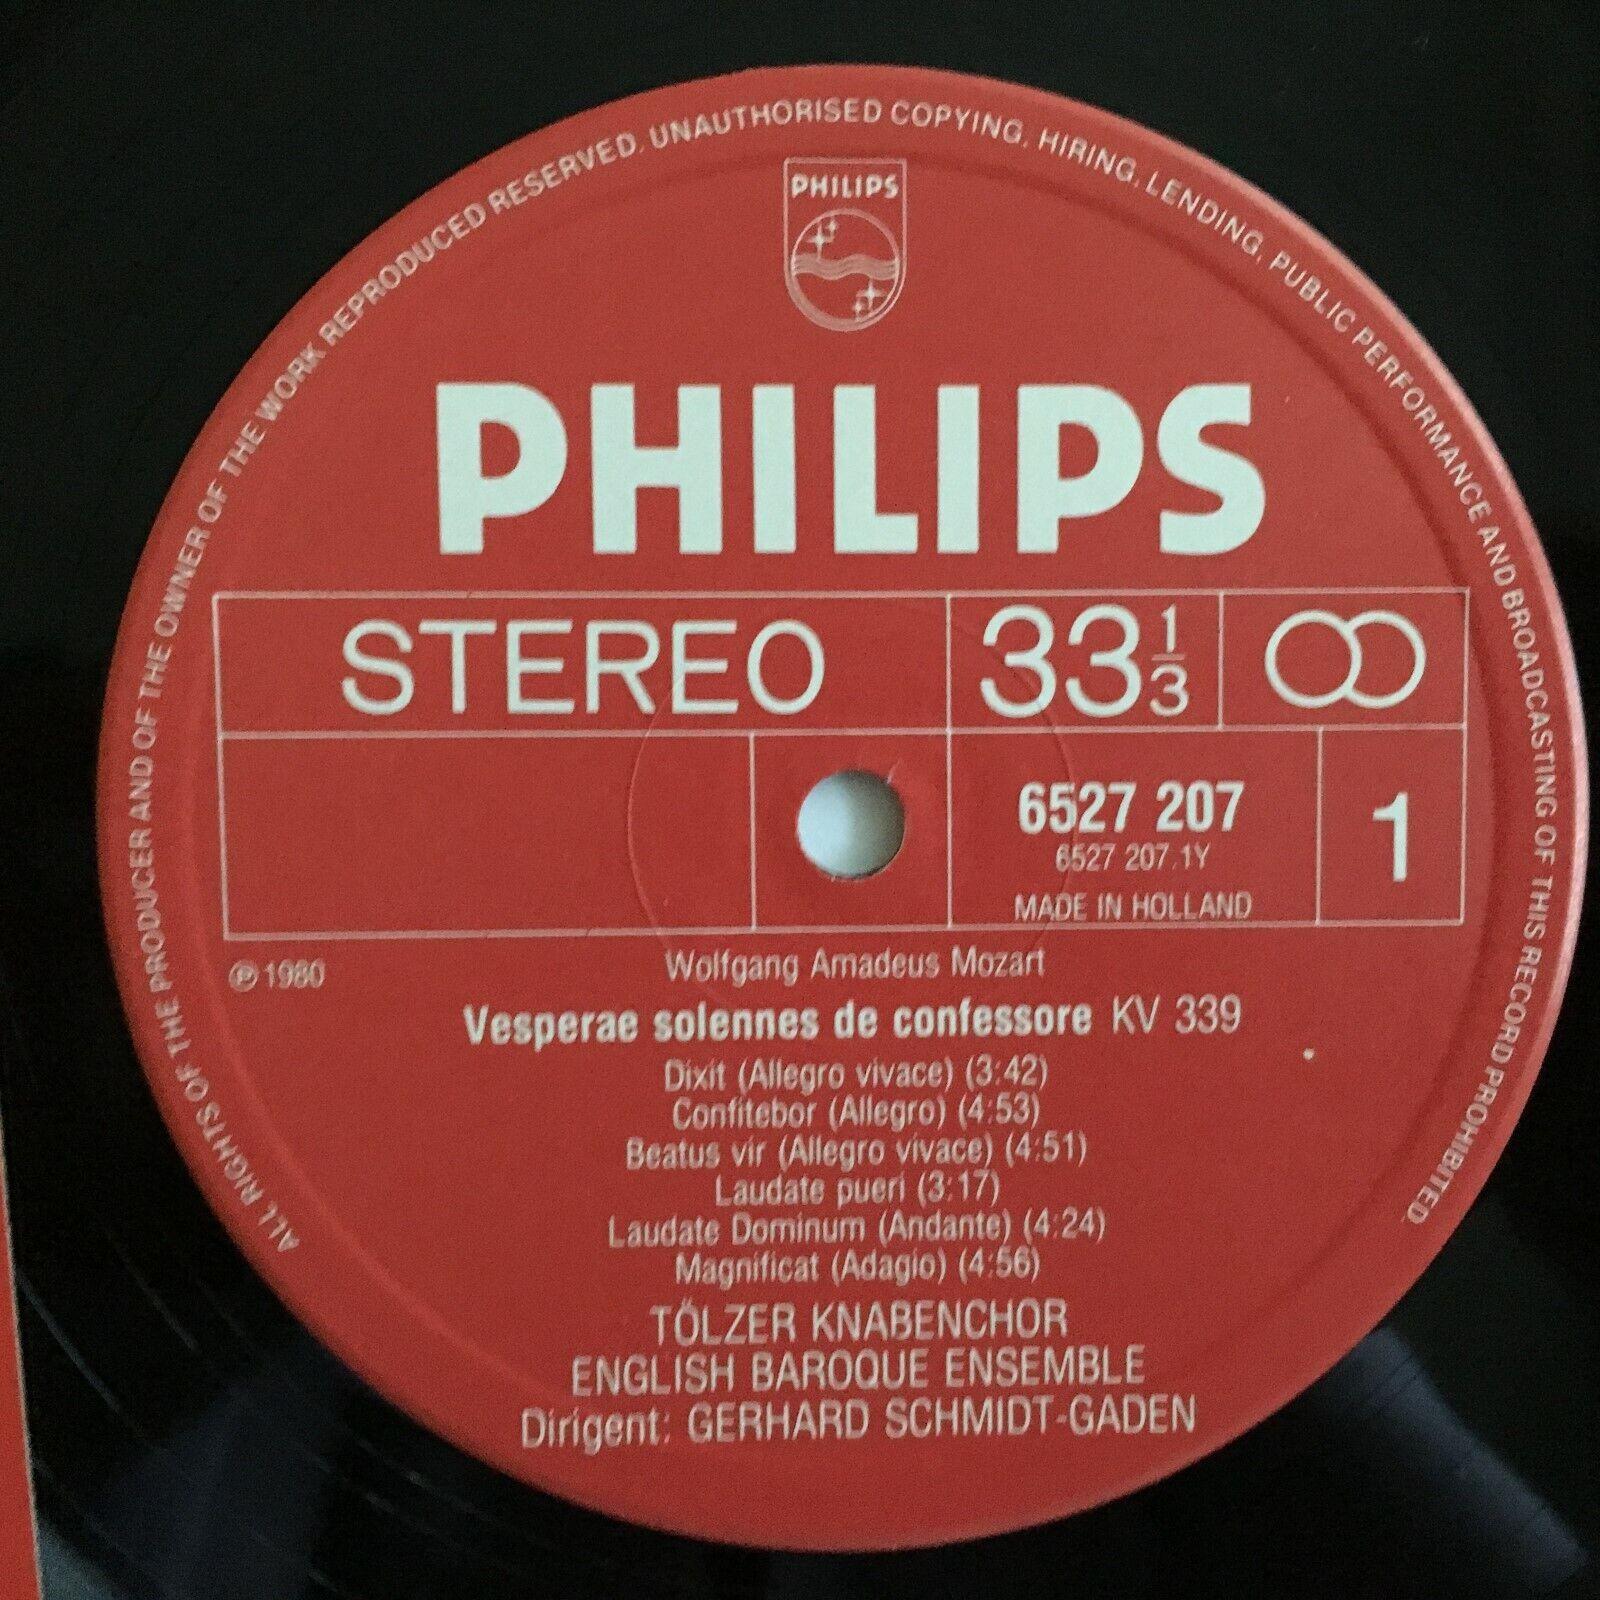 ALL RIGHTS OF THE PRODUCER AND OF THE OWNER OF THE WORK REPRODUCED RESERVED. UNAUTHORISED COPYING, HIRING, LENDING, PUBLIC PERFORMANCE AND BROADCASTING OF THIS RECORD PROHIBITED.
PHILIPS
PHILIPS
STEREO
33 1/3
6527 207
6527 207.1Y
MADE IN HOLLAND
1
℗ 1980
Wolfgang Amadeus Mozart
Vesperae solennes de confessore KV 339
Dixit (Allegro vivace) (3:42)
Confitebor (Allegro) (4:53)
Beatus vir (Allegro vivace) (4:51)
Laudate pueri (3:17)
Laudate Dominum (Andante) (4:24)
Magnificat (Adagio) (4:56)
TÖLZER KNABENCHOR
ENGLISH BAROQUE ENSEMBLE
Dirigent: GERHARD SCHMIDT-GADEN